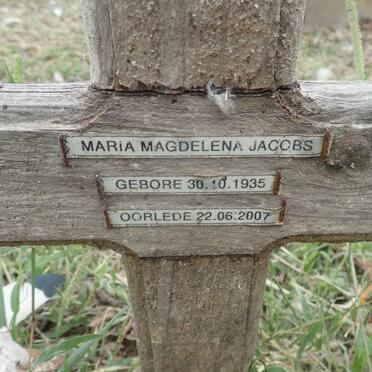 MARIA MAGDELENA JACOBS
GEBORE 30.10.1935
OORLEDE 22.06.2007